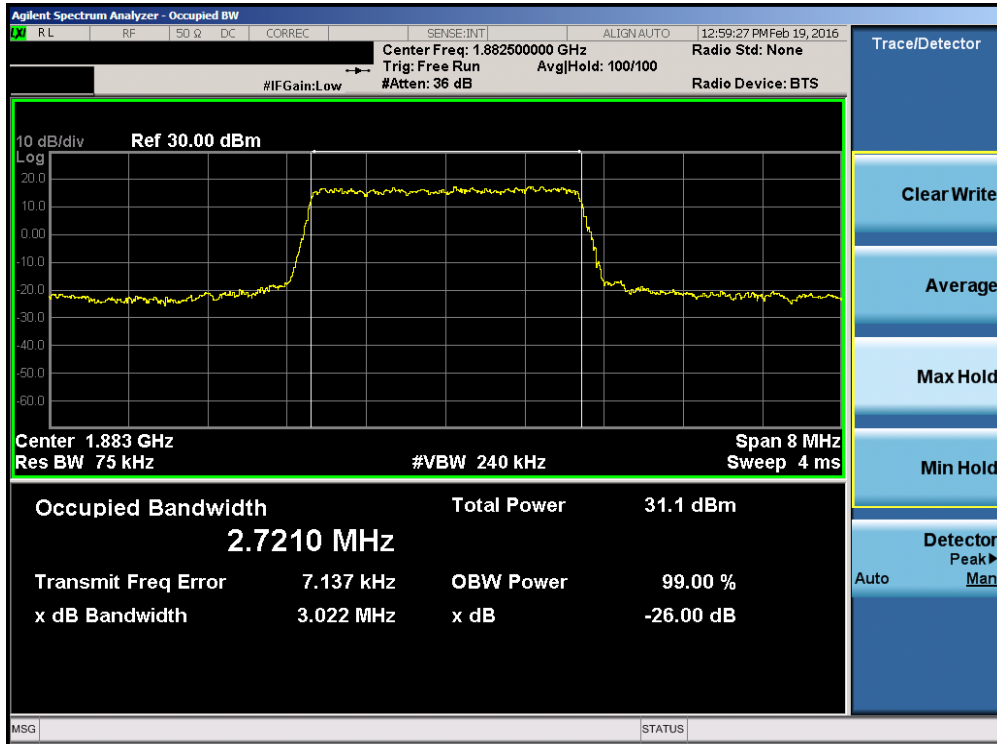 Agilent Spectrum Analyzer - Occupied BW
LXI RL RF 50 Ω DC CORREC SENSE:INT ALIGN AUTO 12:59:27 PM Feb 19, 2016
Center Freq: 1.882500000 GHz Radio Std: None
Trig: Free Run Avg|Hold: 100/100
#IFGain:Low #Atten: 36 dB Radio Device: BTS
Trace/Detector
10 dB/div Ref 30.00 dBm
Log
20.0
10.0
0.00
-10.0
-20.0
-30.0
-40.0
-50.0
-60.0
Center 1.883 GHz Span 8 MHz
Res BW 75 kHz #VBW 240 kHz Sweep 4 ms
Occupied Bandwidth Total Power 31.1 dBm
2.7210 MHz
Transmit Freq Error 7.137 kHz OBW Power 99.00 %
x dB Bandwidth 3.022 MHz x dB -26.00 dB
Clear Write
Average
Max Hold
Min Hold
Detector
Peak▶
Auto Man
MSG STATUS